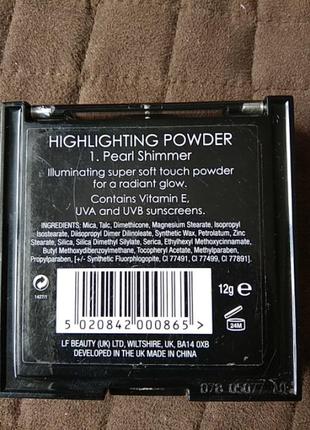 HIGHLIGHTING POWDER
1. Pearl Shimmer
Illuminating super soft touch powder
for a radiant glow.
Contains Vitamin E,
UVA and UVB sunscreens.
INGREDIENTS: Mica, Talc, Dimethicone, Magnesium Stearate, Isopropyl
Isostearate, Diisopropyl Dimer Dilinoleate, Synthetic Wax, Petrolatum, Zinc
Stearate, Silica, Silica Dimethyl Silylate, Serica, Ethylhexyl Methoxycinnamate,
Butyl Methoxydibenzoylmethane, Tocopheryl Acetate, Methylparaben,
Propylparaben, [+/- Synthetic Fluorphlogopite, CI 77491, CI 77499, CI 77891].
1427/1
12g e
24M
5 020842 000865 >
LF BEAUTY (UK) LTD, WILTSHIRE, UK, BA14 0XB
DEVELOPED IN THE UK MADE IN CHINA